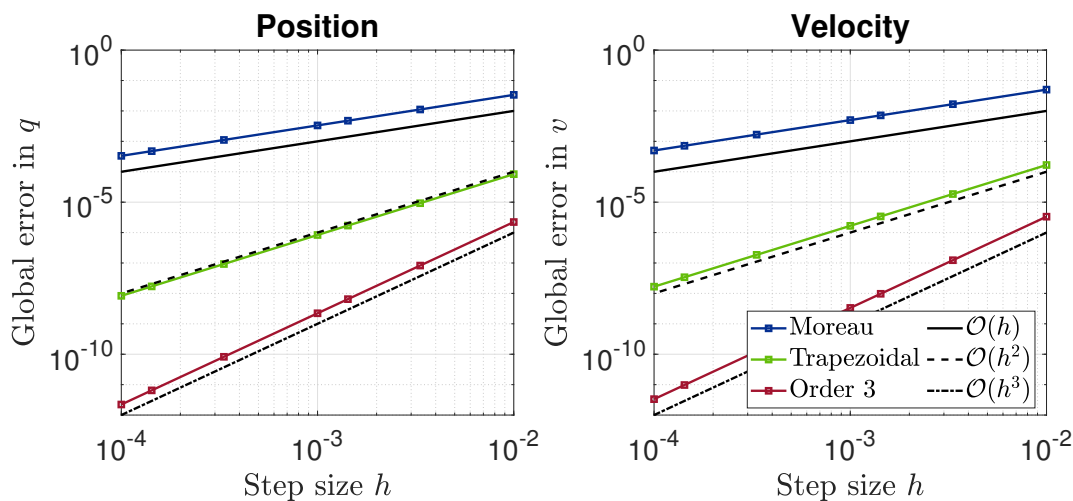 Position
Global error in q
10^0
10^-5
10^-10
10^-4
10^-3
10^-2
Step size h
Velocity
Global error in v
10^0
10^-5
10^-10
10^-4
10^-3
10^-2
Step size h
Moreau
Trapezoidal
Order 3
𝒪(h)
𝒪(h^2)
𝒪(h^3)